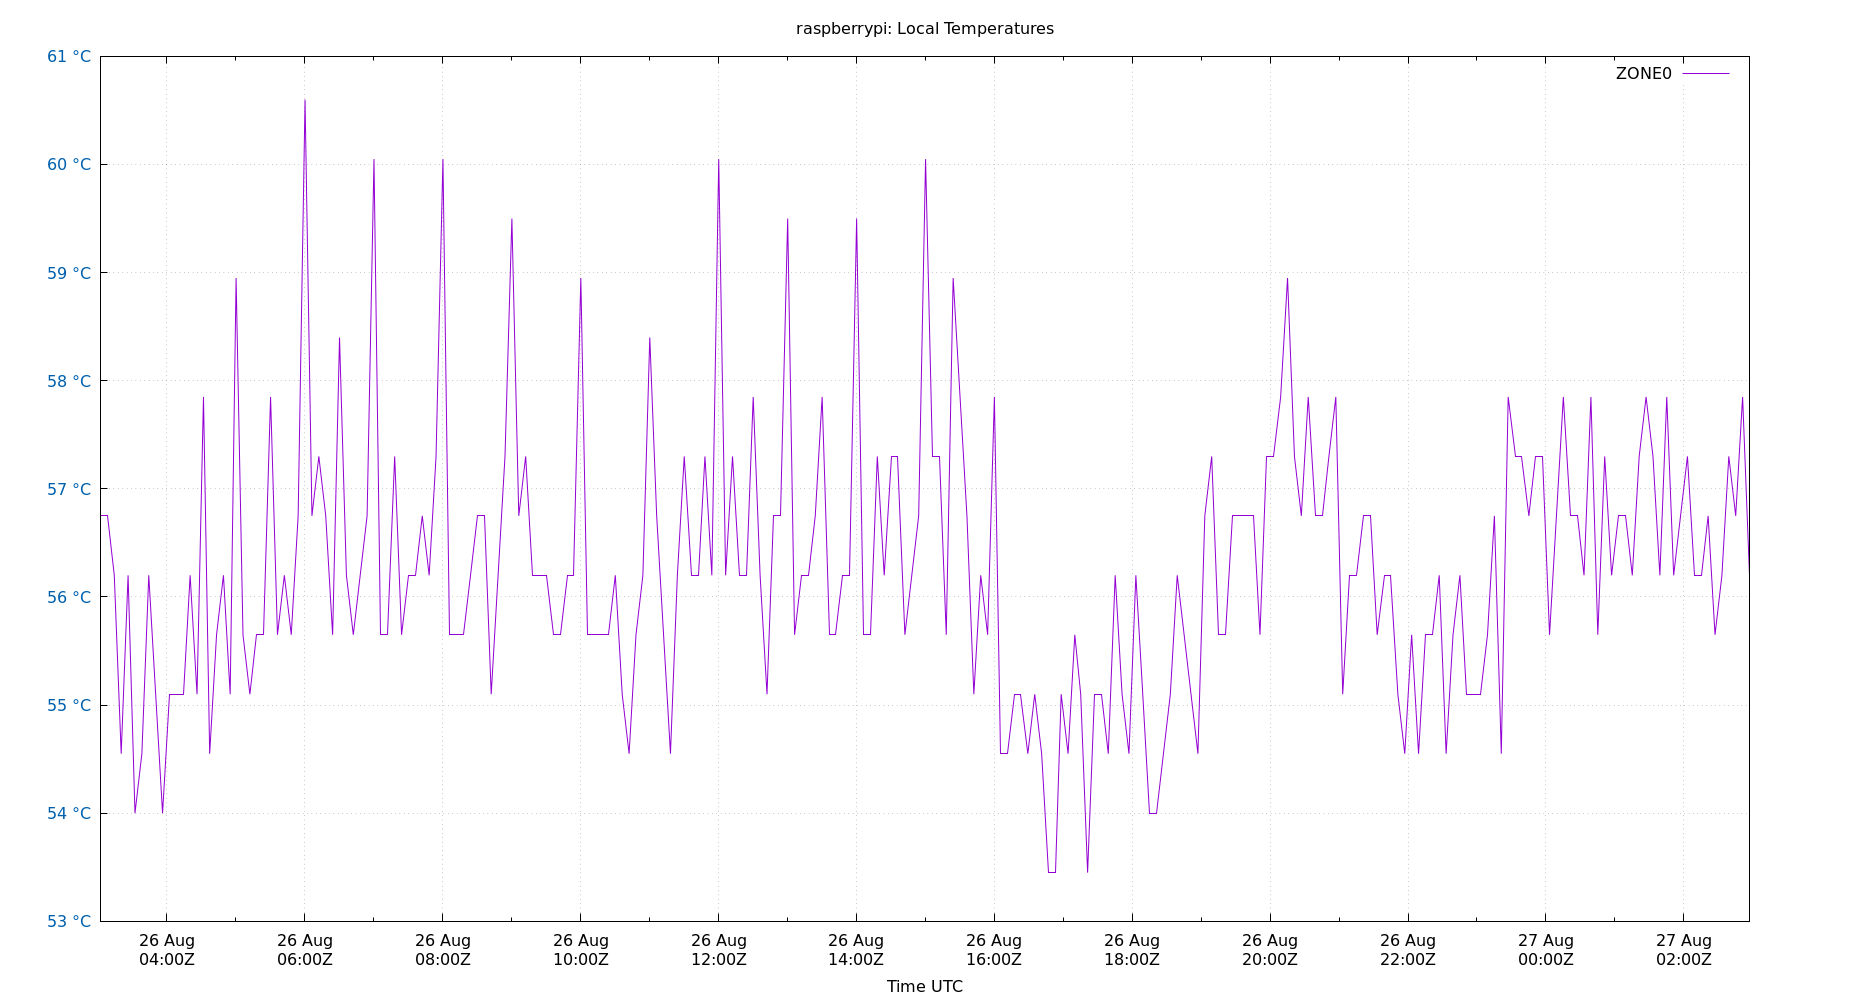 raspberrypi: Local Temperatures
ZONE0
61 °C
60 °C
59 °C
58 °C
57 °C
56 °C
55 °C
54 °C
53 °C
26 Aug 26 Aug 26 Aug 26 Aug 26 Aug 26 Aug 26 Aug 26 Aug 26 Aug 26 Aug 27 Aug 27 Aug
04:00Z 06:00Z 08:00Z 10:00Z 12:00Z 14:00Z 16:00Z 18:00Z 20:00Z 22:00Z 00:00Z 02:00Z
Time UTC